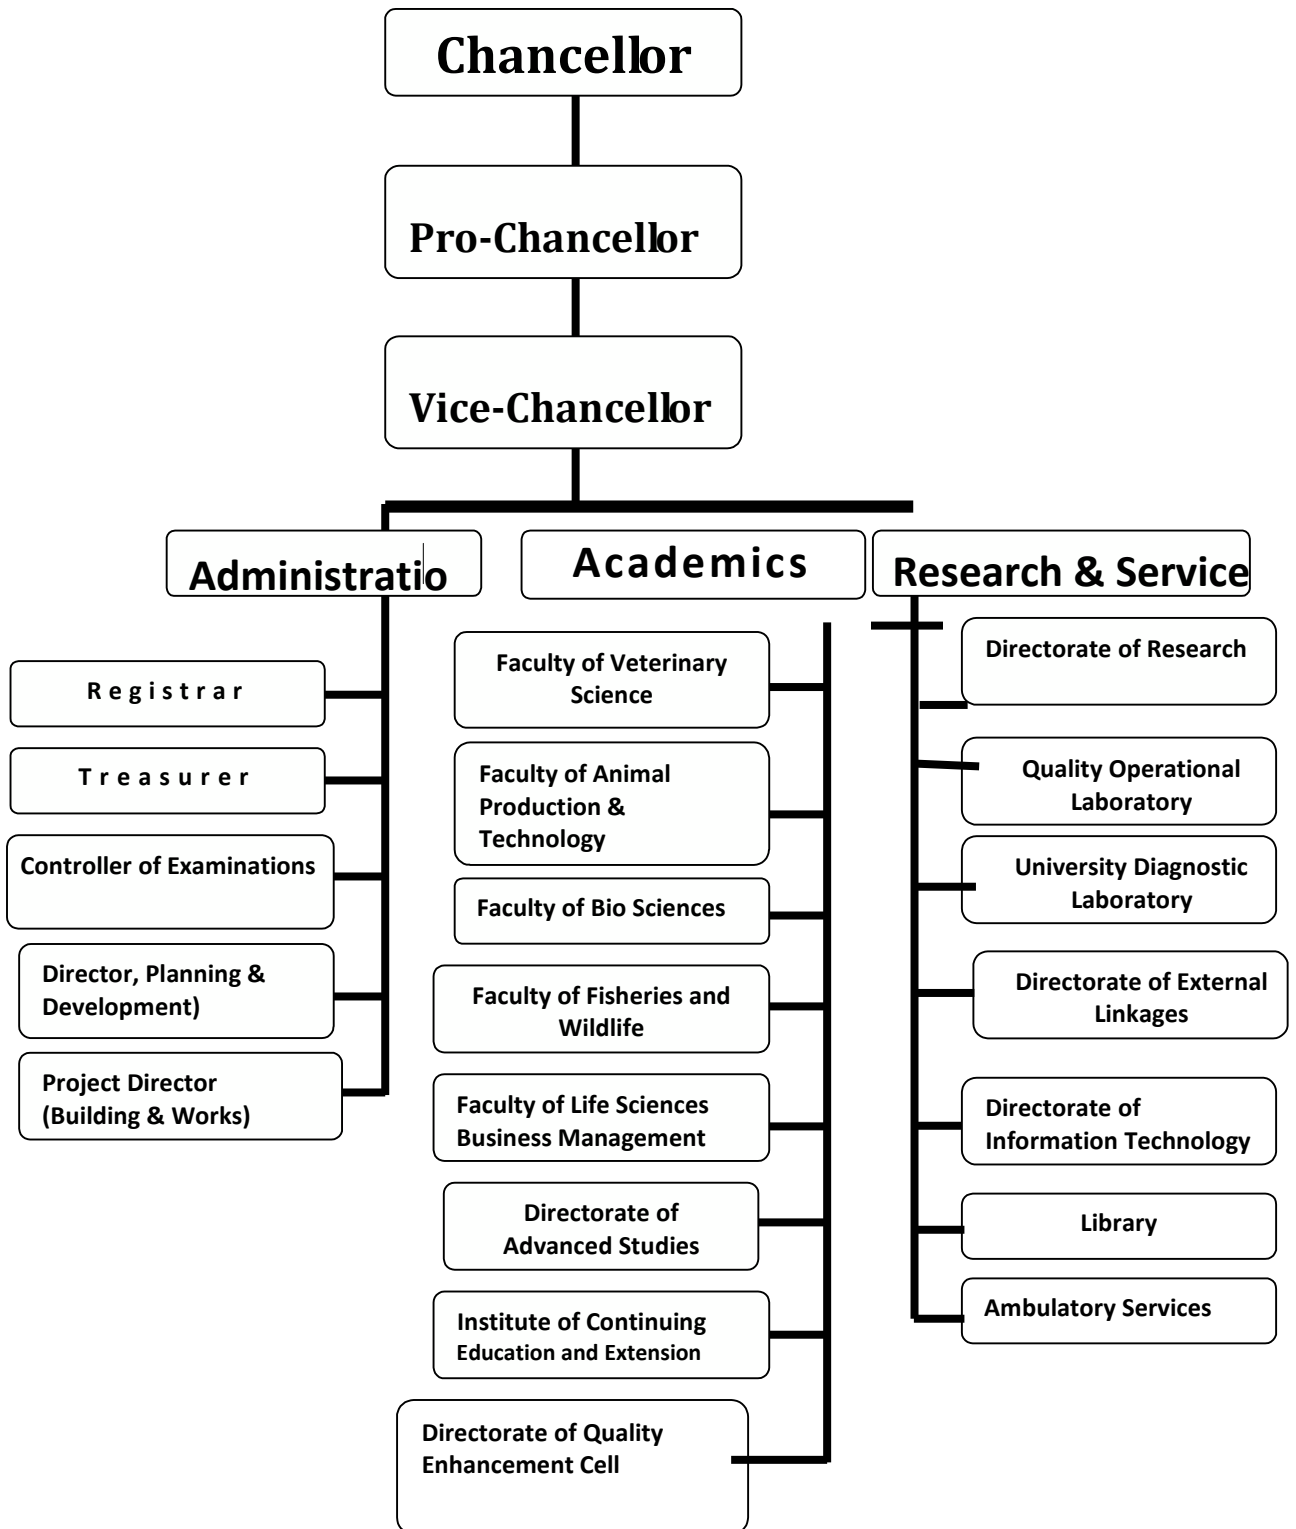 Chancellor
Pro-Chancellor
Vice-Chancellor
Administratio
Academics
Research & Service
Registrar
Treasurer
Controller of Examinations
Director, Planning &
Development)
Project Director
(Building & Works)
Faculty of Veterinary
Science
Faculty of Animal
Production &
Technology
Faculty of Bio Sciences
Faculty of Fisheries and
Wildlife
Faculty of Life Sciences
Business Management
Directorate of
Advanced Studies
Institute of Continuing
Education and Extension
Directorate of Quality
Enhancement Cell
Directorate of Research
Quality Operational
Laboratory
University Diagnostic
Laboratory
Directorate of External
Linkages
Directorate of
Information Technology
Library
Ambulatory Services